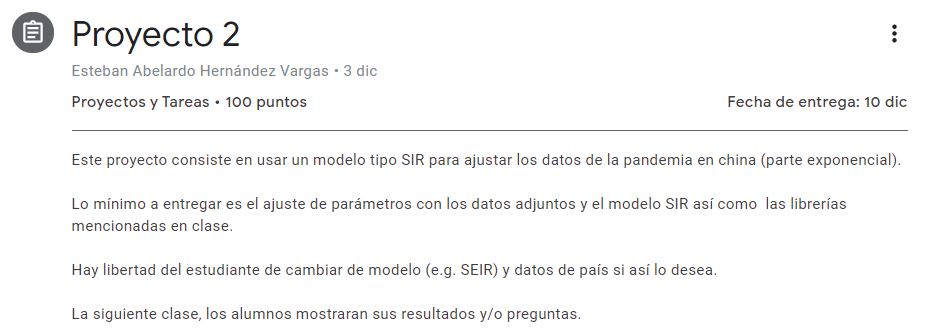 Proyecto 2
Esteban Abelardo Hernández Vargas • 3 dic
Proyectos y Tareas • 100 puntos
Fecha de entrega: 10 dic
Este proyecto consiste en usar un modelo tipo SIR para ajustar los datos de la pandemia en china (parte exponencial).
Lo mínimo a entregar es el ajuste de parámetros con los datos adjuntos y el modelo SIR así como  las librerías
mencionadas en clase.
Hay libertad del estudiante de cambiar de modelo (e.g. SEIR) y datos de país si así lo desea.
La siguiente clase, los alumnos mostraran sus resultados y/o preguntas.